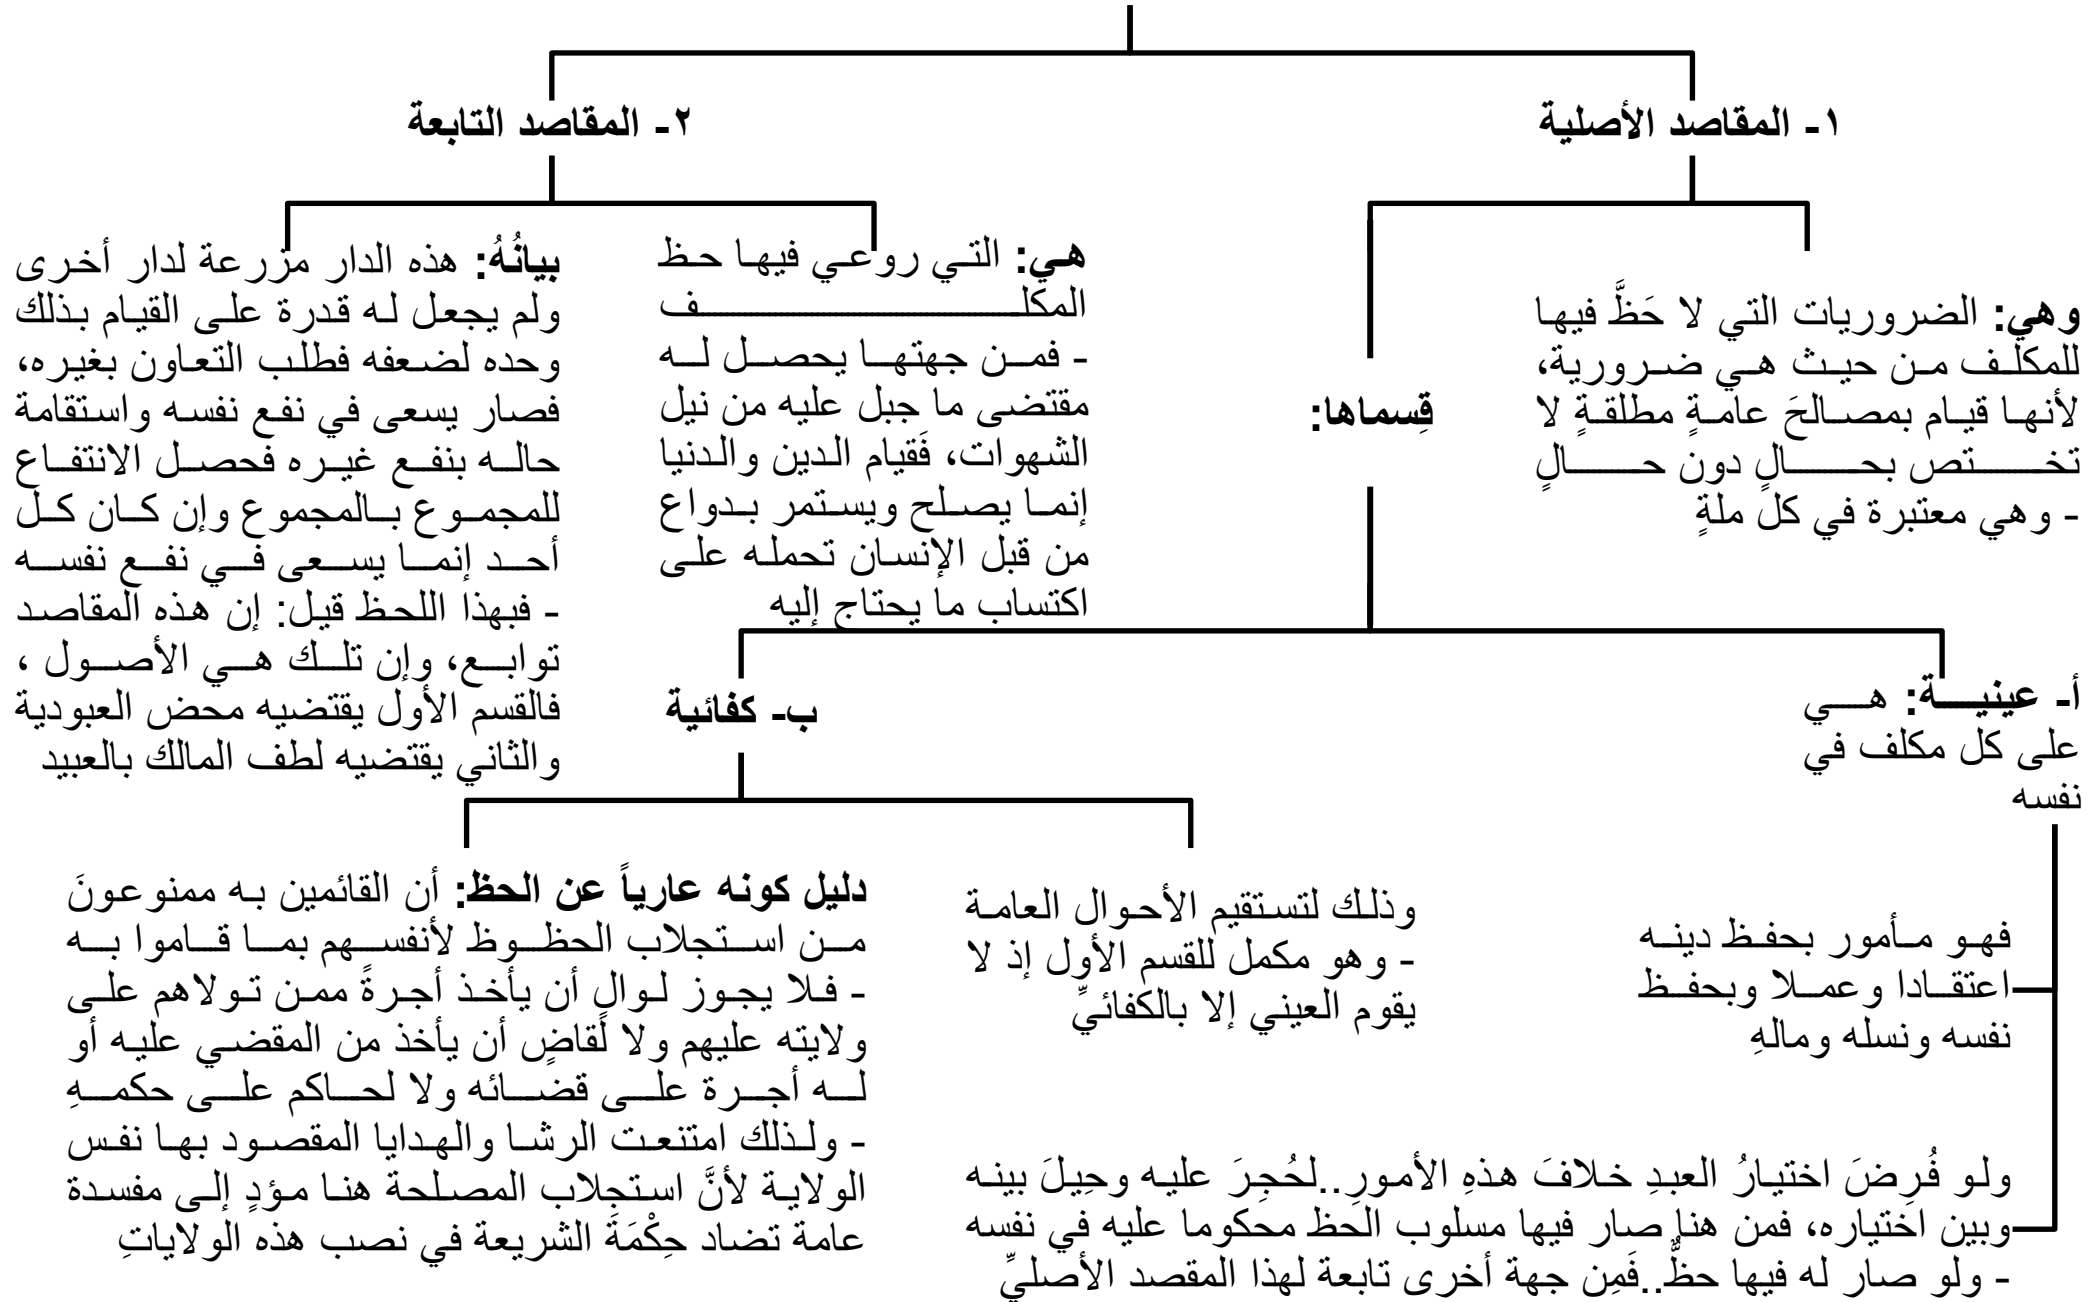 ١- المقاصد الأصلية
وهي: الضروريات التي لا حَظَّ فيها
للمكلف من حيث هي ضرورية،
لأنها قيام بمصالحَ عامةٍ مطلقةٍ لا
تختص بحالٍ دون حالٍ
- وهي معتبرة في كل ملةٍ
قِسماها:
أ- عينية: هي
على كل مكلف في
نفسه
فهو مأمور بحفظ دينه
اعتقادا وعملا وبحفظ
نفسه ونسله ومالهِ
ولو فُرِضَ اختيارُ العبدِ خلافَ هذهِ الأمورِ..لحُجِرَ عليه وحِيلَ بينه
وبين اختياره، فمن هنا صار فيها مسلوب الحظ محكوما عليه في نفسه
- ولو صار له فيها حظٌّ..فَمِن جهة أخرى تابعة لهذا المقصد الأصليِّ
ب- كفائية
وذلك لتستقيم الأحوال العامة
- وهو مكمل للقسم الأول إذ لا
يقوم العيني إلا بالكفائيِّ
دليل كونه عارياً عن الحظ: أن القائمين به ممنوعونَ
من استجلاب الحظوظ لأنفسهم بما قاموا به
- فلا يجوز لوالٍ أن يأخذ أجرةً ممن تولاهم على
ولايته عليهم ولا لقاضٍ أن يأخذ من المقضي عليه أو
له أجرة على قضائه ولا لحاكم على حكمهِ
- ولذلك امتنعت الرشا والهدايا المقصود بها نفس
الولاية لأنَّ استجلاب المصلحة هنا مؤدٍ إلى مفسدة
عامة تضاد حِكْمَةَ الشريعة في نصب هذه الولاياتِ
٢- المقاصد التابعة
هي: التي روعي فيها حظ
المكلف
- فمن جهتها يحصل له
مقتضى ما جبل عليه من نيل
الشهوات، فَقيام الدين والدنيا
إنما يصلح ويستمر بدواع
من قبل الإنسان تحمله على
اكتساب ما يحتاج إليه
بيانُهُ: هذه الدار مزرعة لدار أخرى
ولم يجعل له قدرة على القيام بذلك
وحده لضعفه فطلب التعاون بغيره،
فصار يسعى في نفع نفسه واستقامة
حاله بنفع غيره فحصل الانتفاع
للمجموع بالمجموع وإن كان كل
أحد إنما يسعى في نفع نفسه
- فبهذا اللحظ قيل: إن هذه المقاصد
توابع، وإن تلك هي الأصول ،
فالقسم الأول يقتضيه محض العبودية
والثاني يقتضيه لطف المالك بالعبيد